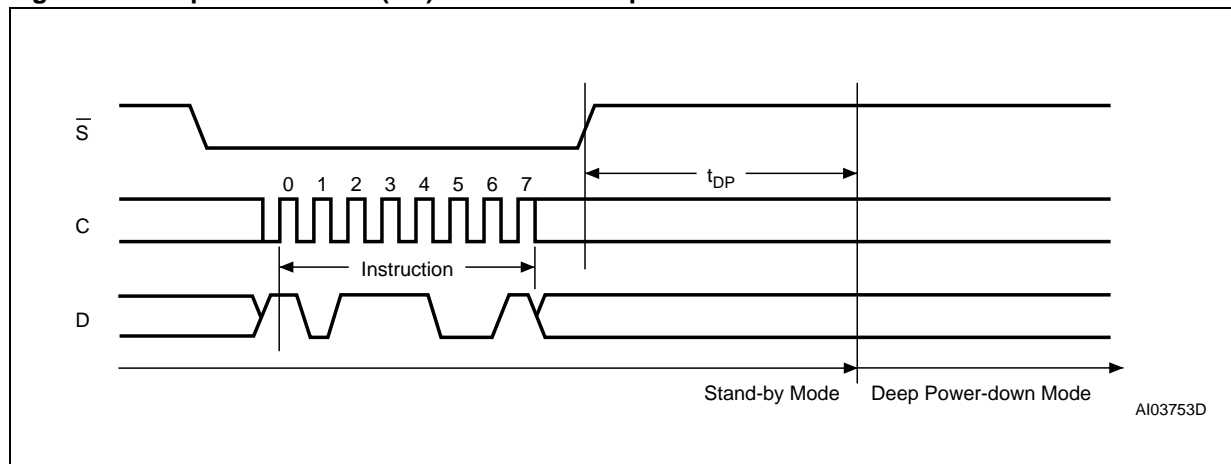 S
0 1 2 3 4 5 6 7
tDP
C
Instruction
D
Stand-by Mode Deep Power-down Mode
AI03753D